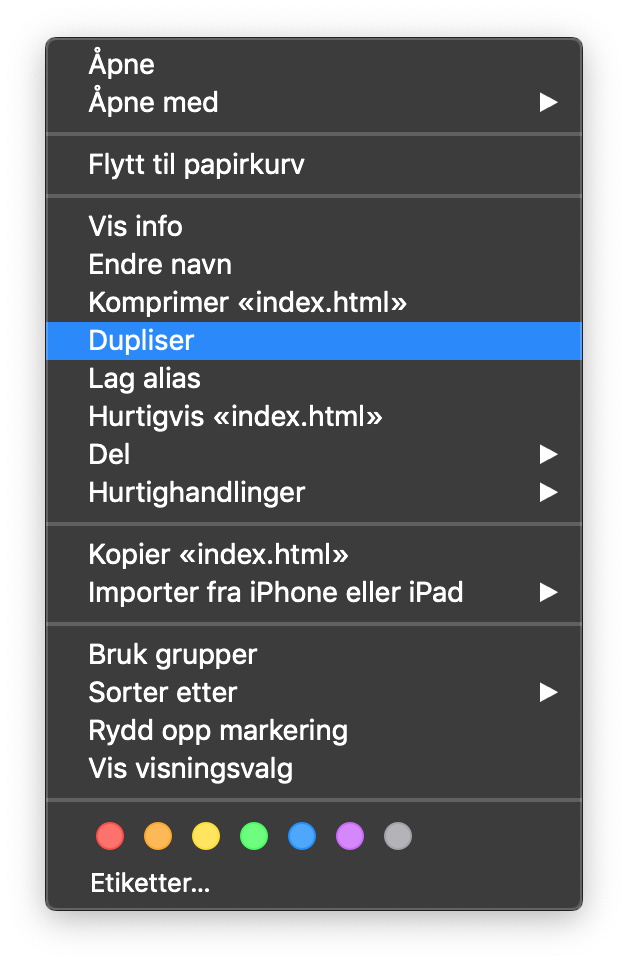 Åpne
Åpne med
Flytt til papirkurv
Vis info
Endre navn
Komprimer «index.html»
Dupliser
Lag alias
Hurtigvis «index.html»
Del
Hurtighandlinger
Kopier «index.html»
Importer fra iPhone eller iPad
Bruk grupper
Sorter etter
Rydd opp markering
Vis visningsvalg
Etiketter...